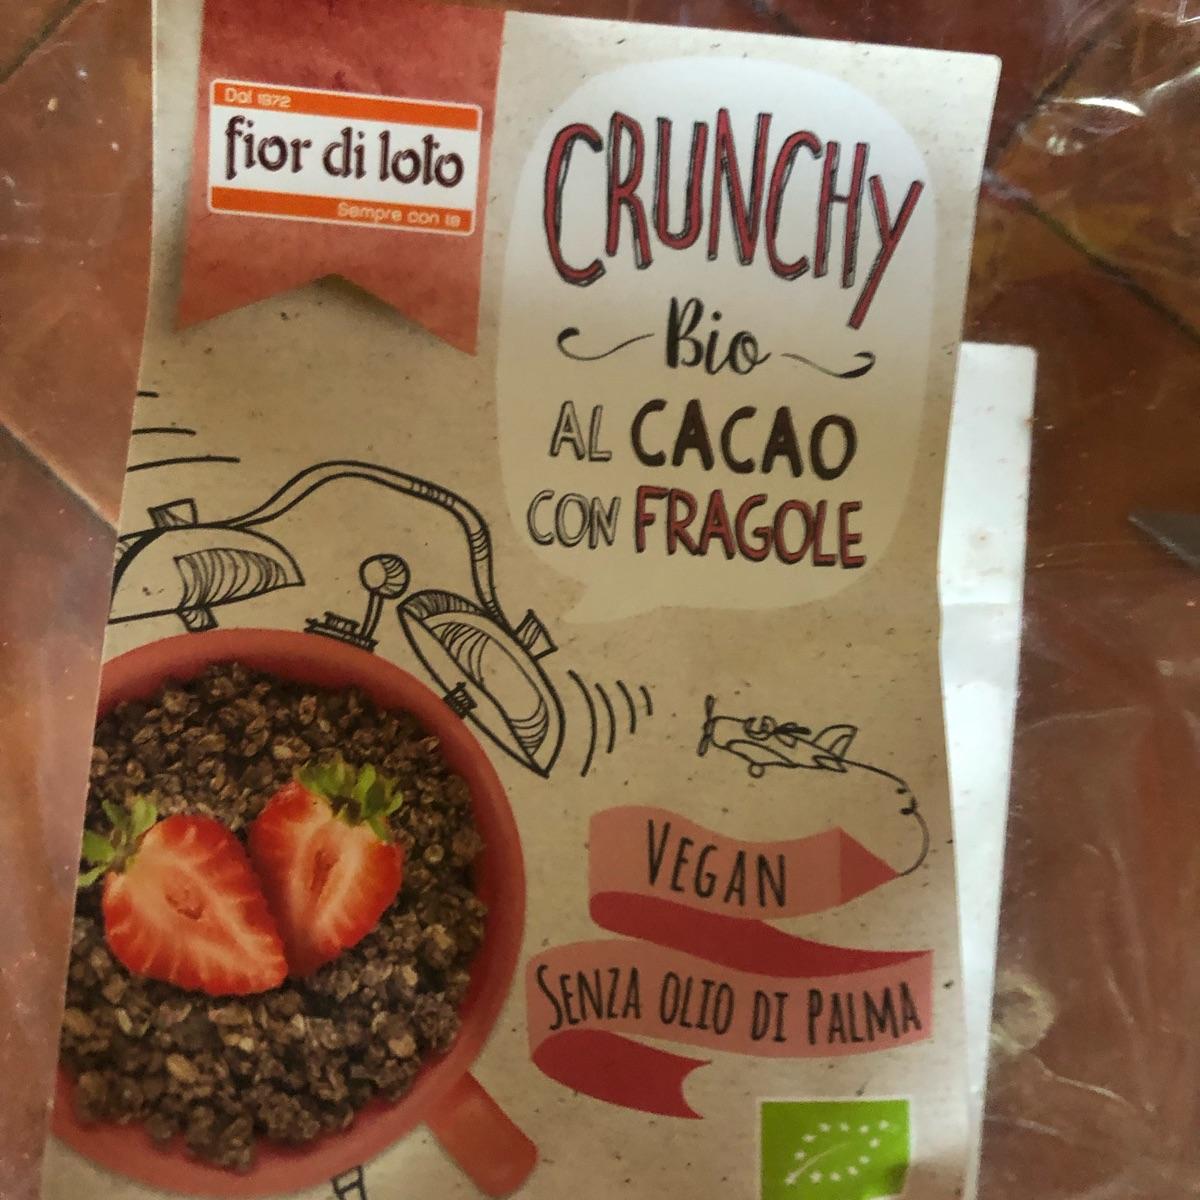 Dal 1972
fior di loto
Sempre con te
CRUNCHY
Bio
AL CACAO
CON FRAGOLE
VEGAN
SENZA OLIO DI PALMA